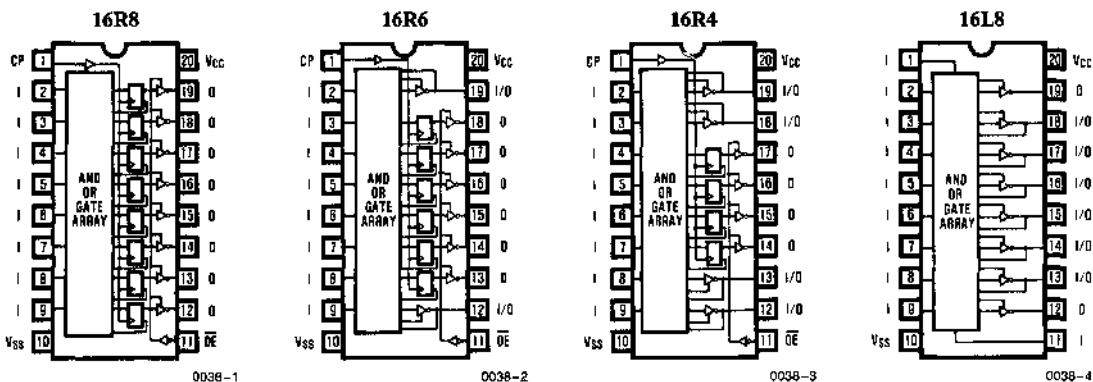 16R8 16R6 16R4 16L8
CP 1 20 VCC CP 1 20 VCC CP 1 20 VCC I 1 20 VCC
I 2 19 O I 2 19 I/O I 2 19 I/O I 2 19 O
I 3 18 O I 3 18 O I 3 18 I/O I 3 18 I/O
I 4 17 O I 4 17 O I 4 17 O I 4 17 I/O
I 5 AND OR GATE ARRAY 16 O I 5 AND OR GATE ARRAY 16 O I 5 AND OR GATE ARRAY 16 O I 5 AND OR GATE ARRAY 16 I/O
I 6 15 O I 6 15 O I 6 15 O I 6 15 I/O
I 7 14 O I 7 14 O I 7 14 O I 7 14 I/O
I 8 13 O I 8 13 O I 8 13 I/O I 8 13 I/O
I 9 12 O I 9 12 I/O I 9 12 I/O I 9 12 O
VSS 10 11 OE VSS 10 11 OE VSS 10 11 OE VSS 10 11 I
0038-1 0038-2 0038-3 0038-4